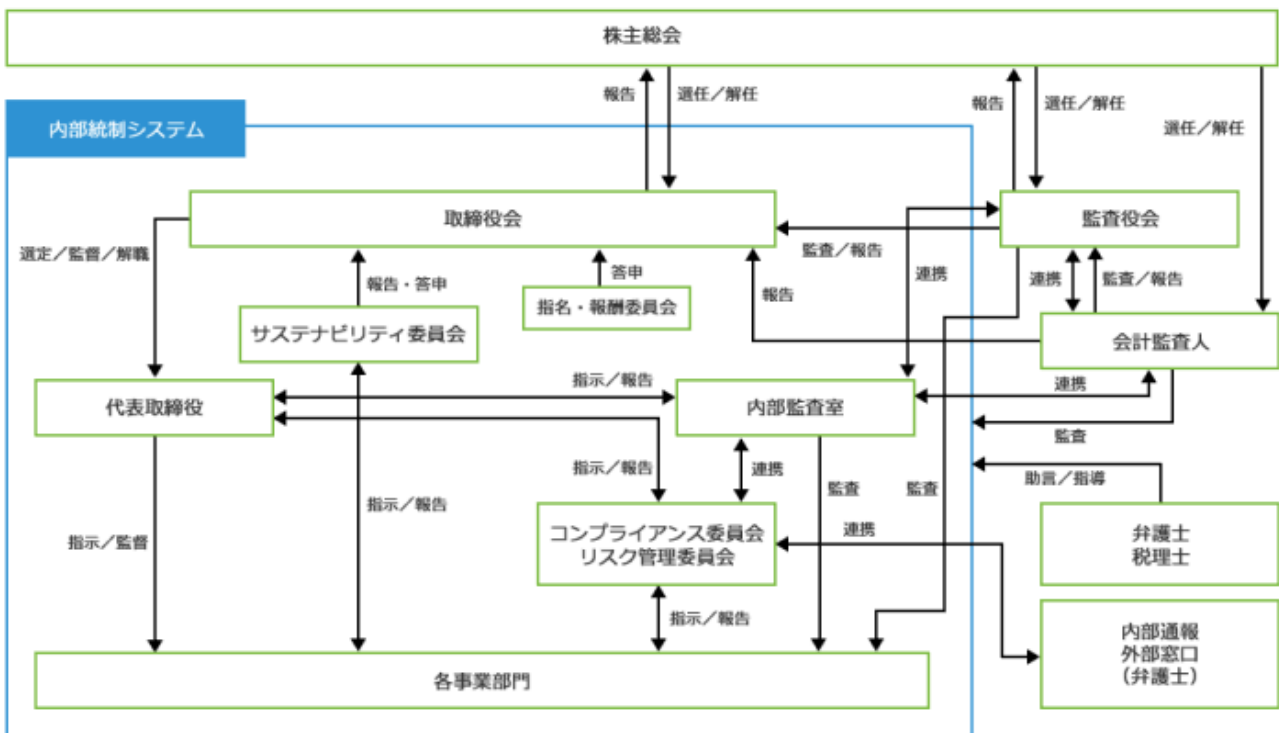 株主総会
報告
選任／解任
報告
選任／解任
選任／解任
内部統制システム
取締役会
監査役会
選定／監督／解職
報告・答申
答申
監査／報告
連携
連携
監査／報告
指名・報酬委員会
報告
サステナビリティ委員会
会計監査人
指示／報告
連携
代表取締役
内部監査室
監査
指示／報告
連携
助言／指導
指示／報告
監査
監査
連携
コンプライアンス委員会
リスク管理委員会
弁護士
税理士
指示／監督
指示／報告
内部通報
外部窓口
（弁護士）
各事業部門